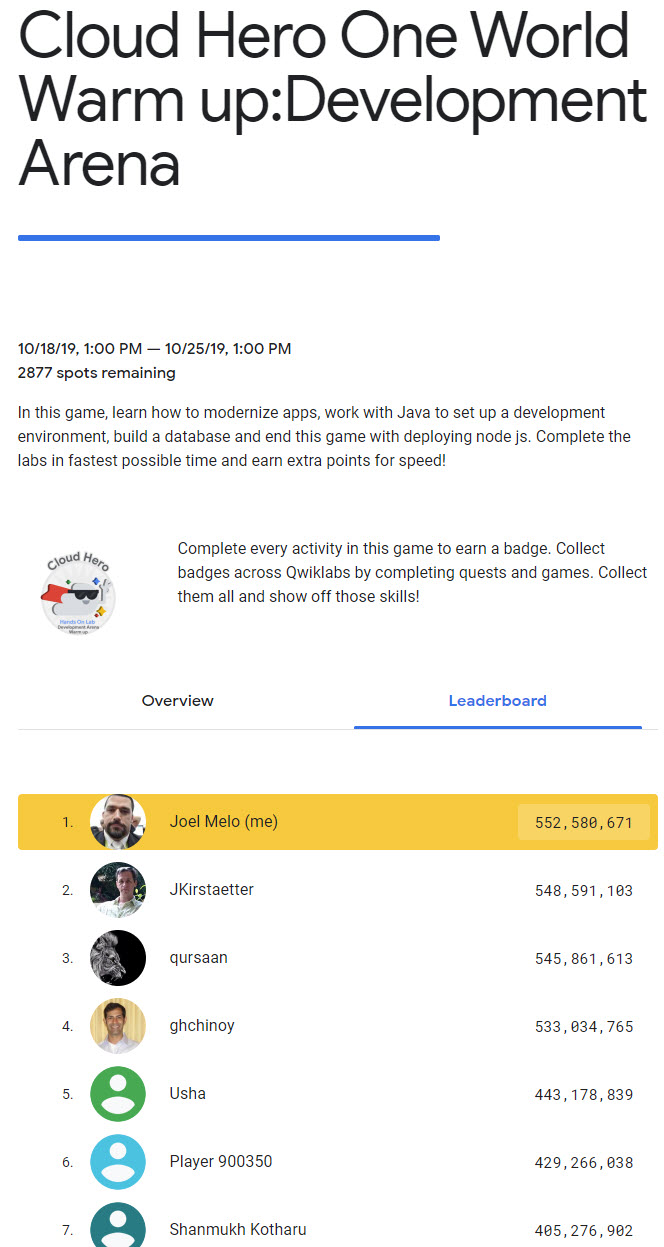 Cloud Hero One World
Warm up:Development
Arena
10/18/19, 1:00 PM — 10/25/19, 1:00 PM
2877 spots remaining
In this game, learn how to modernize apps, work with Java to set up a development
environment, build a database and end this game with deploying node js. Complete the
labs in fastest possible time and earn extra points for speed!
Cloud Hero
Hands On Lab
Development Arena
Warm up
Complete every activity in this game to earn a badge. Collect
badges across Qwiklabs by completing quests and games. Collect
them all and show off those skills!
Overview Leaderboard
1. Joel Melo (me) 552,580,671
2. JKirstaetter 548,591,103
3. qursaan 545,861,613
4. ghchinoy 533,034,765
5. Usha 443,178,839
6. Player 900350 429,266,038
7. Shanmukh Kotharu 405,276,902